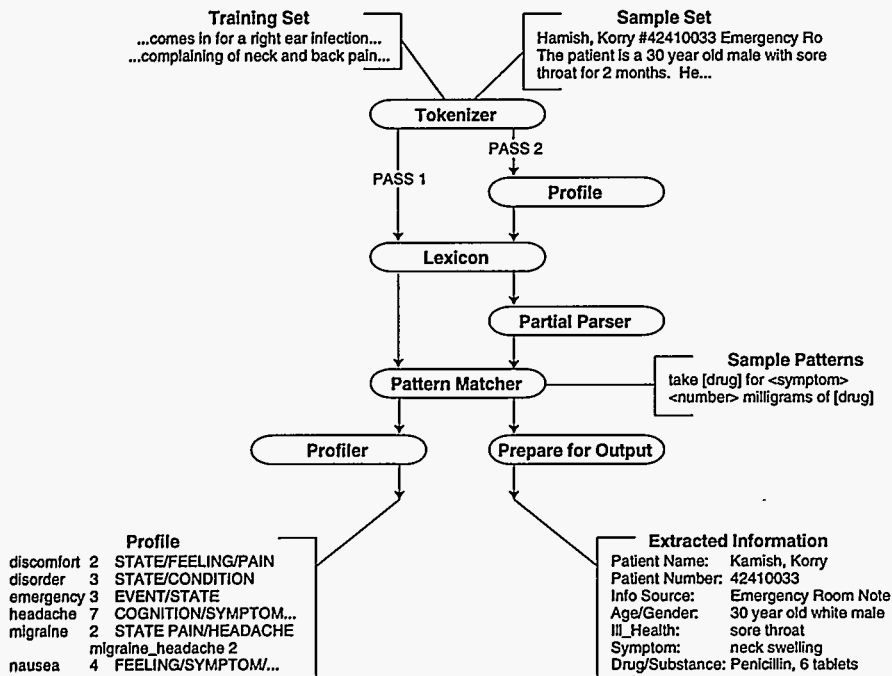 Training Set
...comes in for a right ear infection...
...complaining of neck and back pain...
Sample Set
Hamish, Korry #42410033 Emergency Ro
The patient is a 30 year old male with sore
throat for 2 months. He...
Tokenizer
PASS 2
PASS 1
Profile
Lexicon
Partial Parser
Sample Patterns
take [drug] for <symptom>
<number> milligrams of [drug]
Pattern Matcher
Profiler
Prepare for Output
Profile
discomfort 2 STATE/FEELING/PAIN
disorder 3 STATE/CONDITION
emergency 3 EVENT/STATE
headache 7 COGNITION/SYMPTOM...
migraine 2 STATE PAIN/HEADACHE
migraine_headache 2
nausea 4 FEELING/SYMPTOM/...
Extracted Information
Patient Name: Kamish, Korry
Patient Number: 42410033
Info Source: Emergency Room Note
Age/Gender: 30 year old white male
Ill_Health: sore throat
Symptom: neck swelling
Drug/Substance: Penicillin, 6 tablets